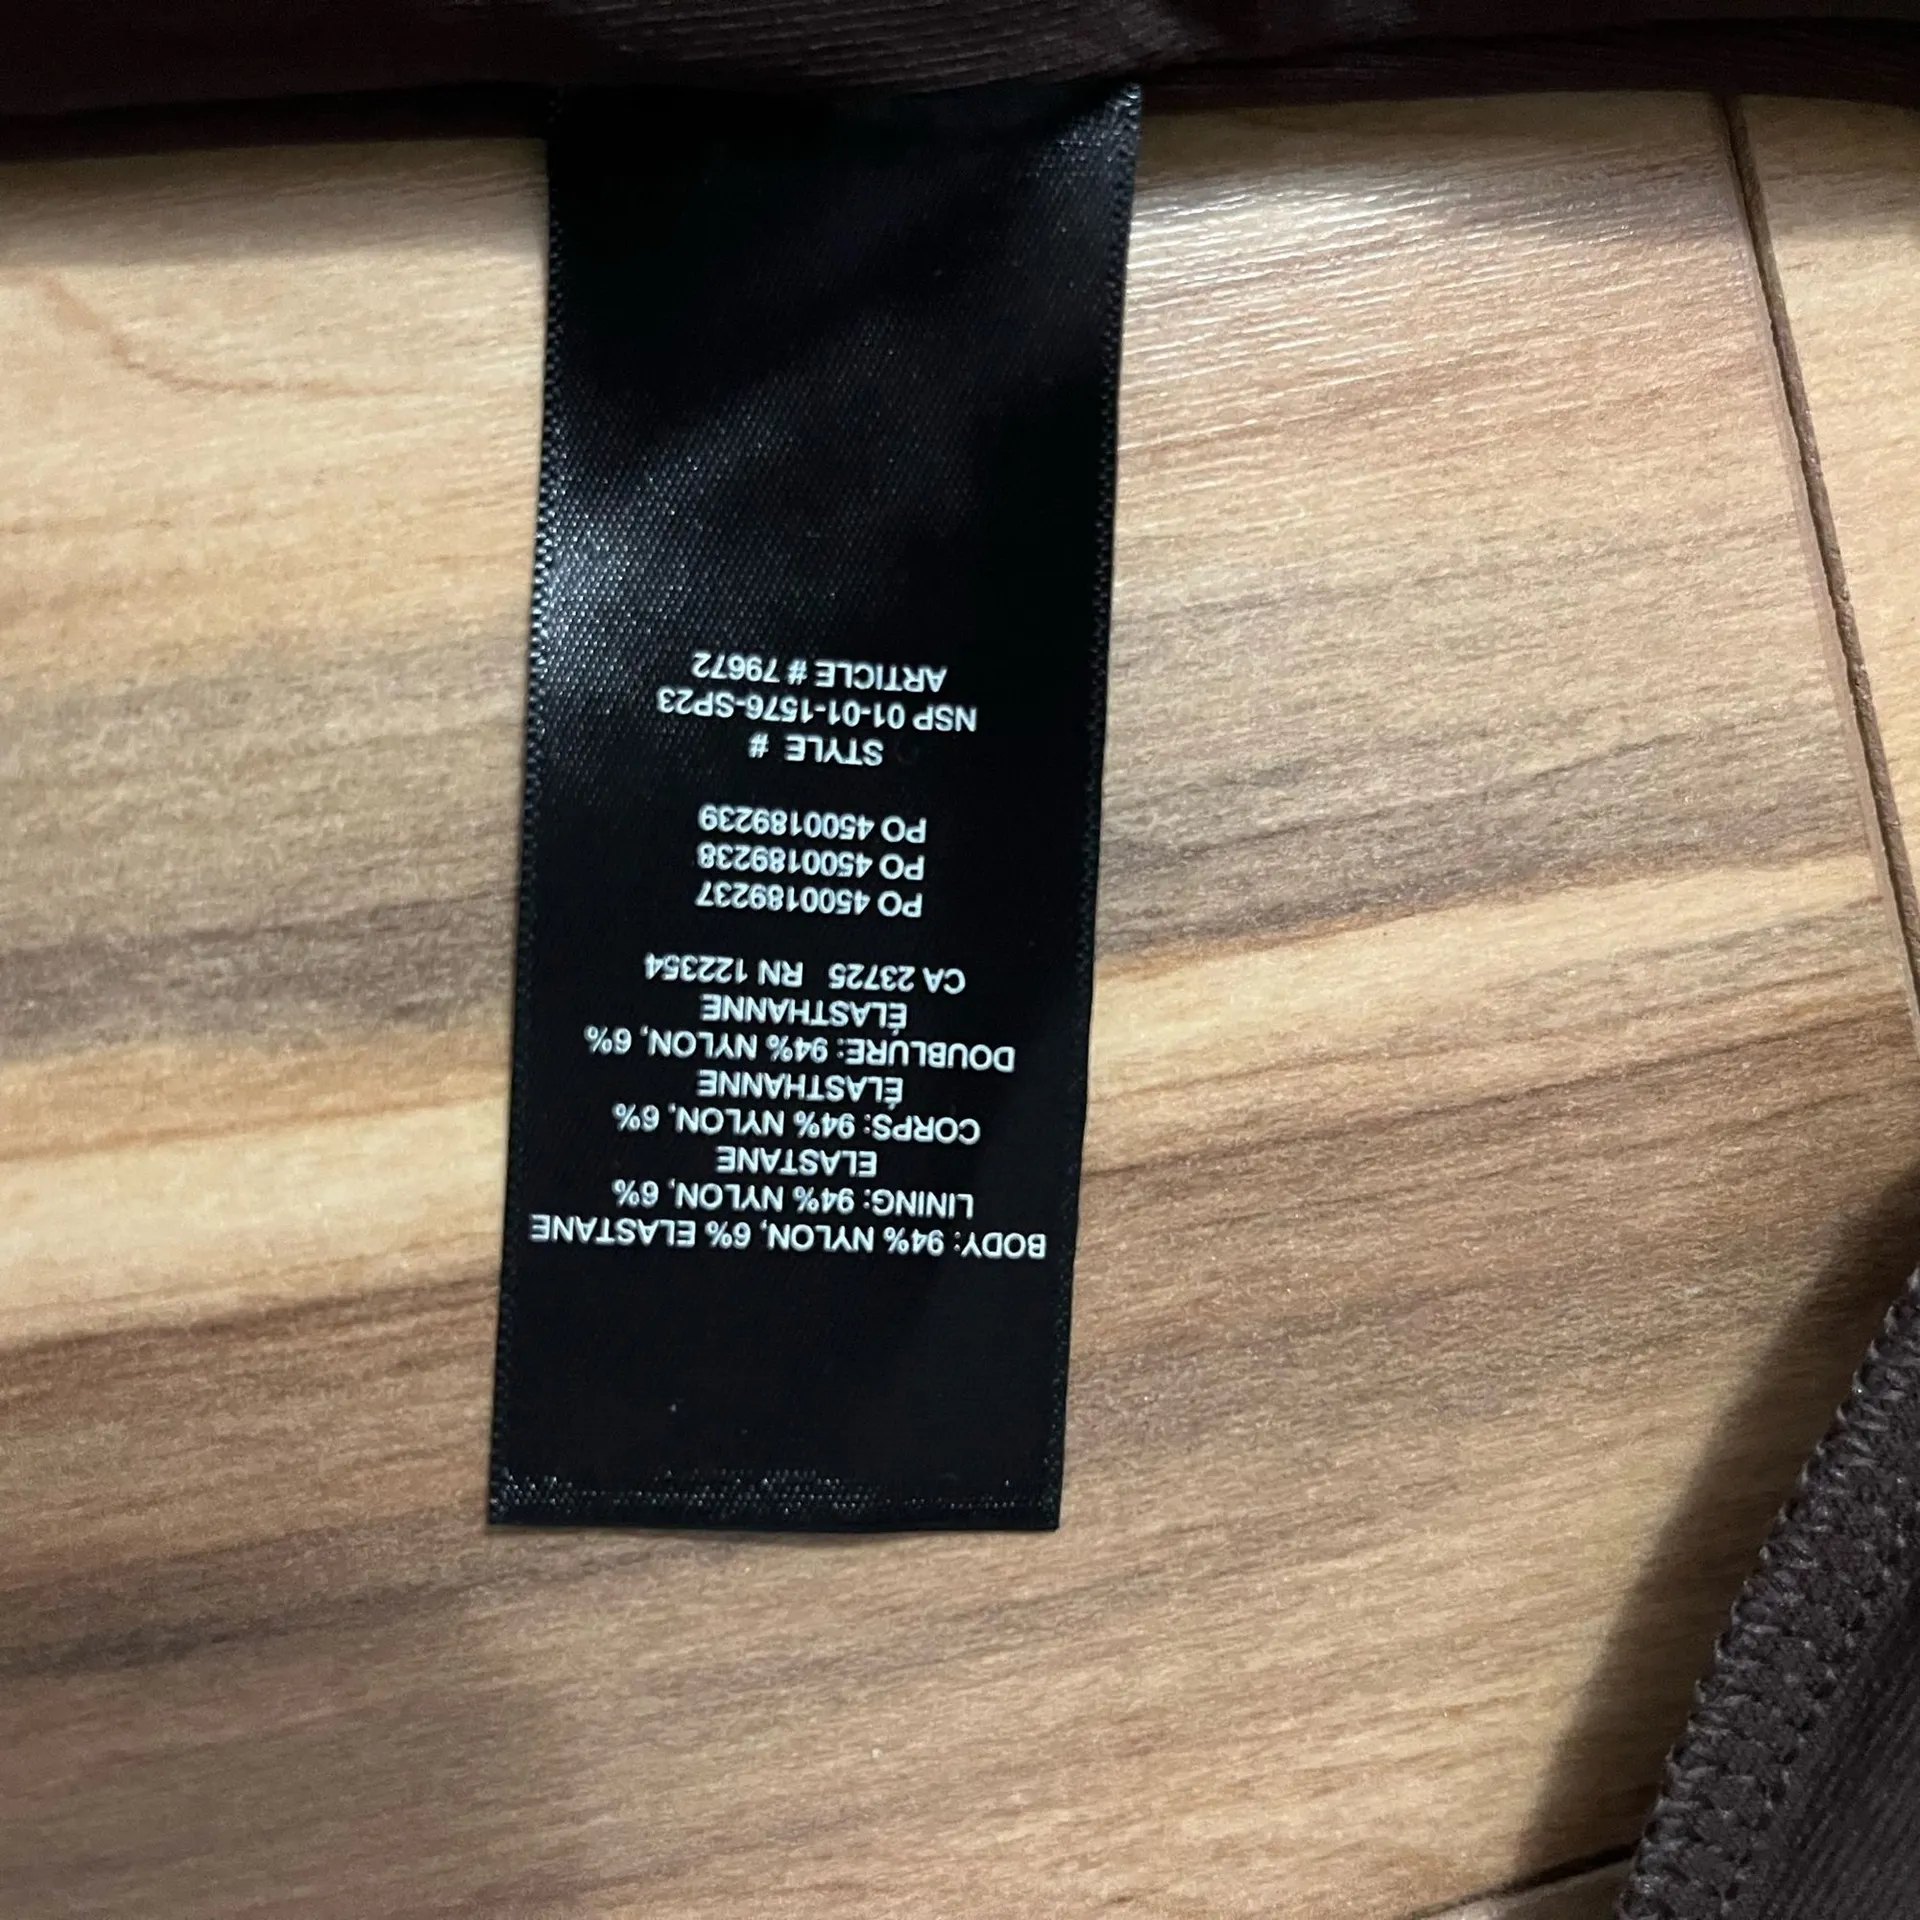 BODY: 94% NYLON, 6% ELASTANE
LINING: 94% NYLON, 6%
ELASTANE
CORPS: 94% NYLON, 6%
ÉLASTHANNE
DOUBLURE: 94% NYLON, 6%
ÉLASTHANNE
CA 23725 RN 122354
PO 4500189237
PO 4500189238
PO 4500189239
STYLE #
NSP 01-01-1576-SP23
ARTICLE # 79672